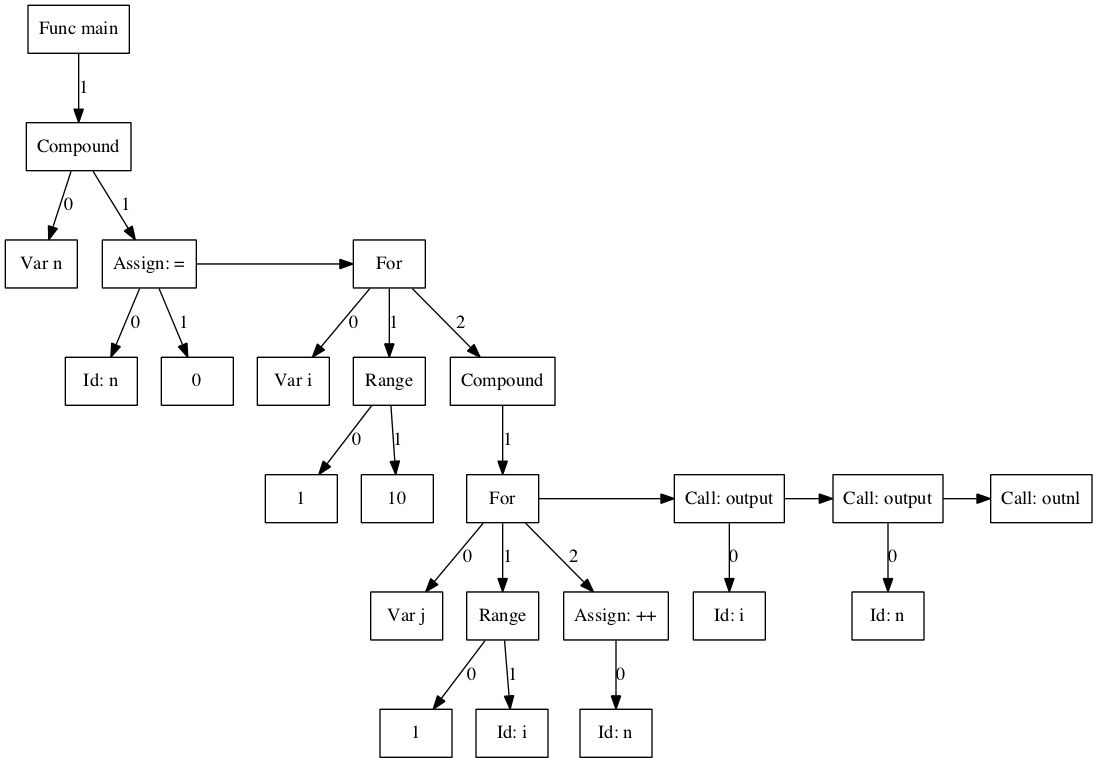 Func main
1
Compound
0 1
Var n Assign: = For
0 1 0 1 2
Id: n 0 Var i Range Compound
0 1 1
1 10 For Call: output Call: output Call: outnl
0 1 2 0 0
Var j Range Assign: ++ Id: i Id: n
0 1 0
1 Id: i Id: n